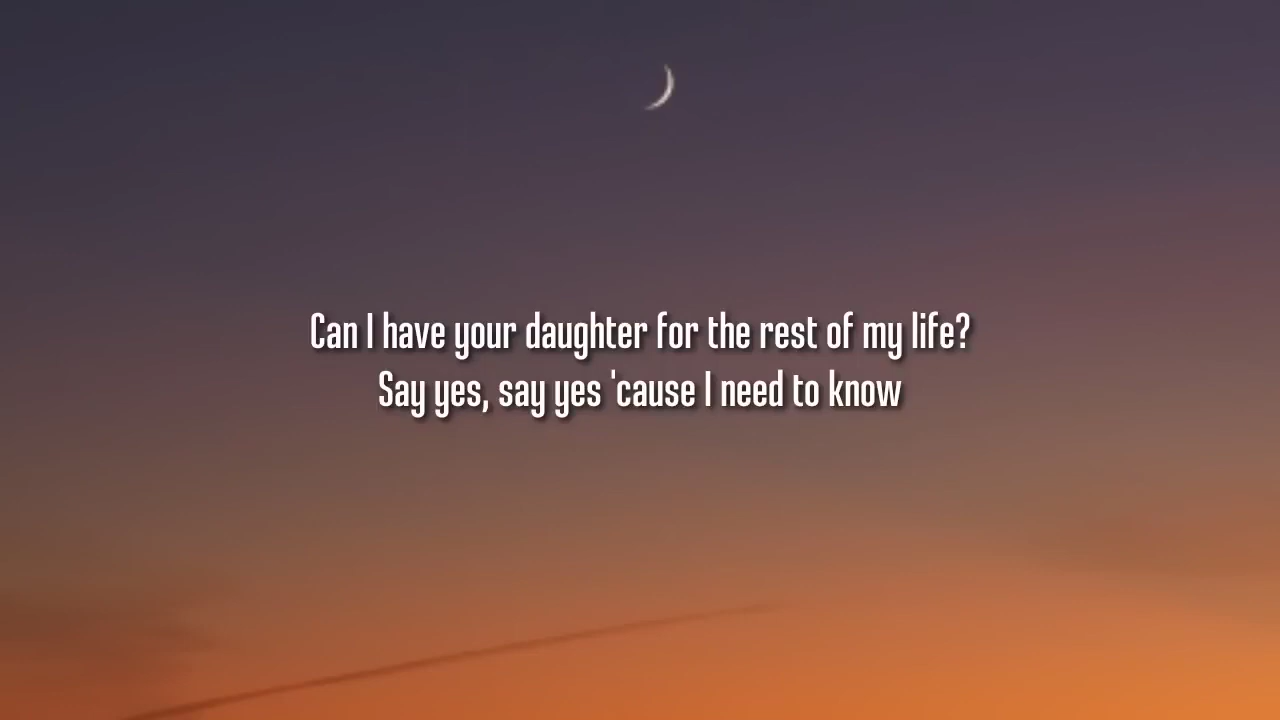 Can I have your daughter for the rest of my life?
Say yes, say yes 'cause I need to know